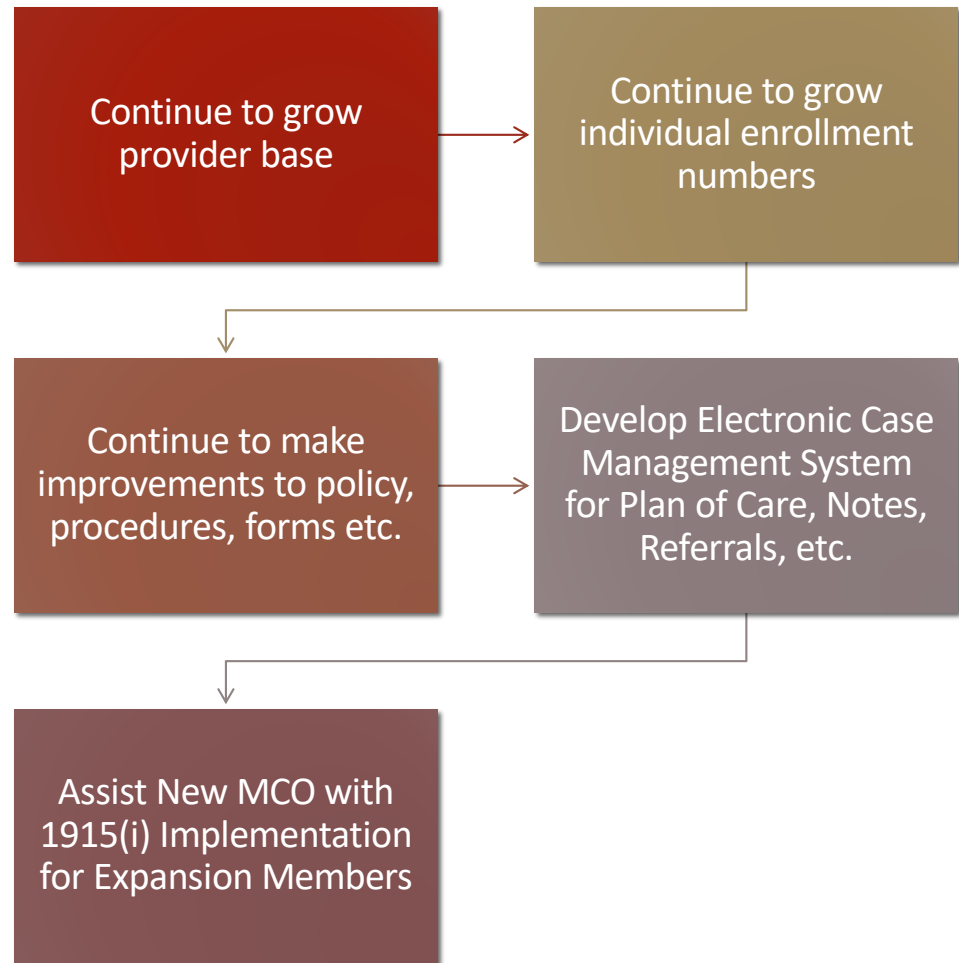 Continue to grow
provider base
Continue to grow
individual enrollment
numbers
Continue to make
improvements to policy,
procedures, forms etc.
Develop Electronic Case
Management System
for Plan of Care, Notes,
Referrals, etc.
Assist New MCO with
1915(i) Implementation
for Expansion Members